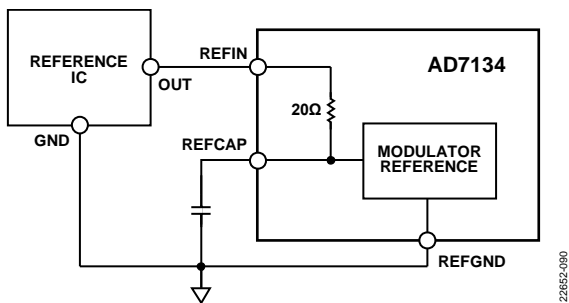 REFERENCE
IC
OUT
GND
REFIN
AD7134
20Ω
REFCAP
MODULATOR
REFERENCE
REFGND
22652-090